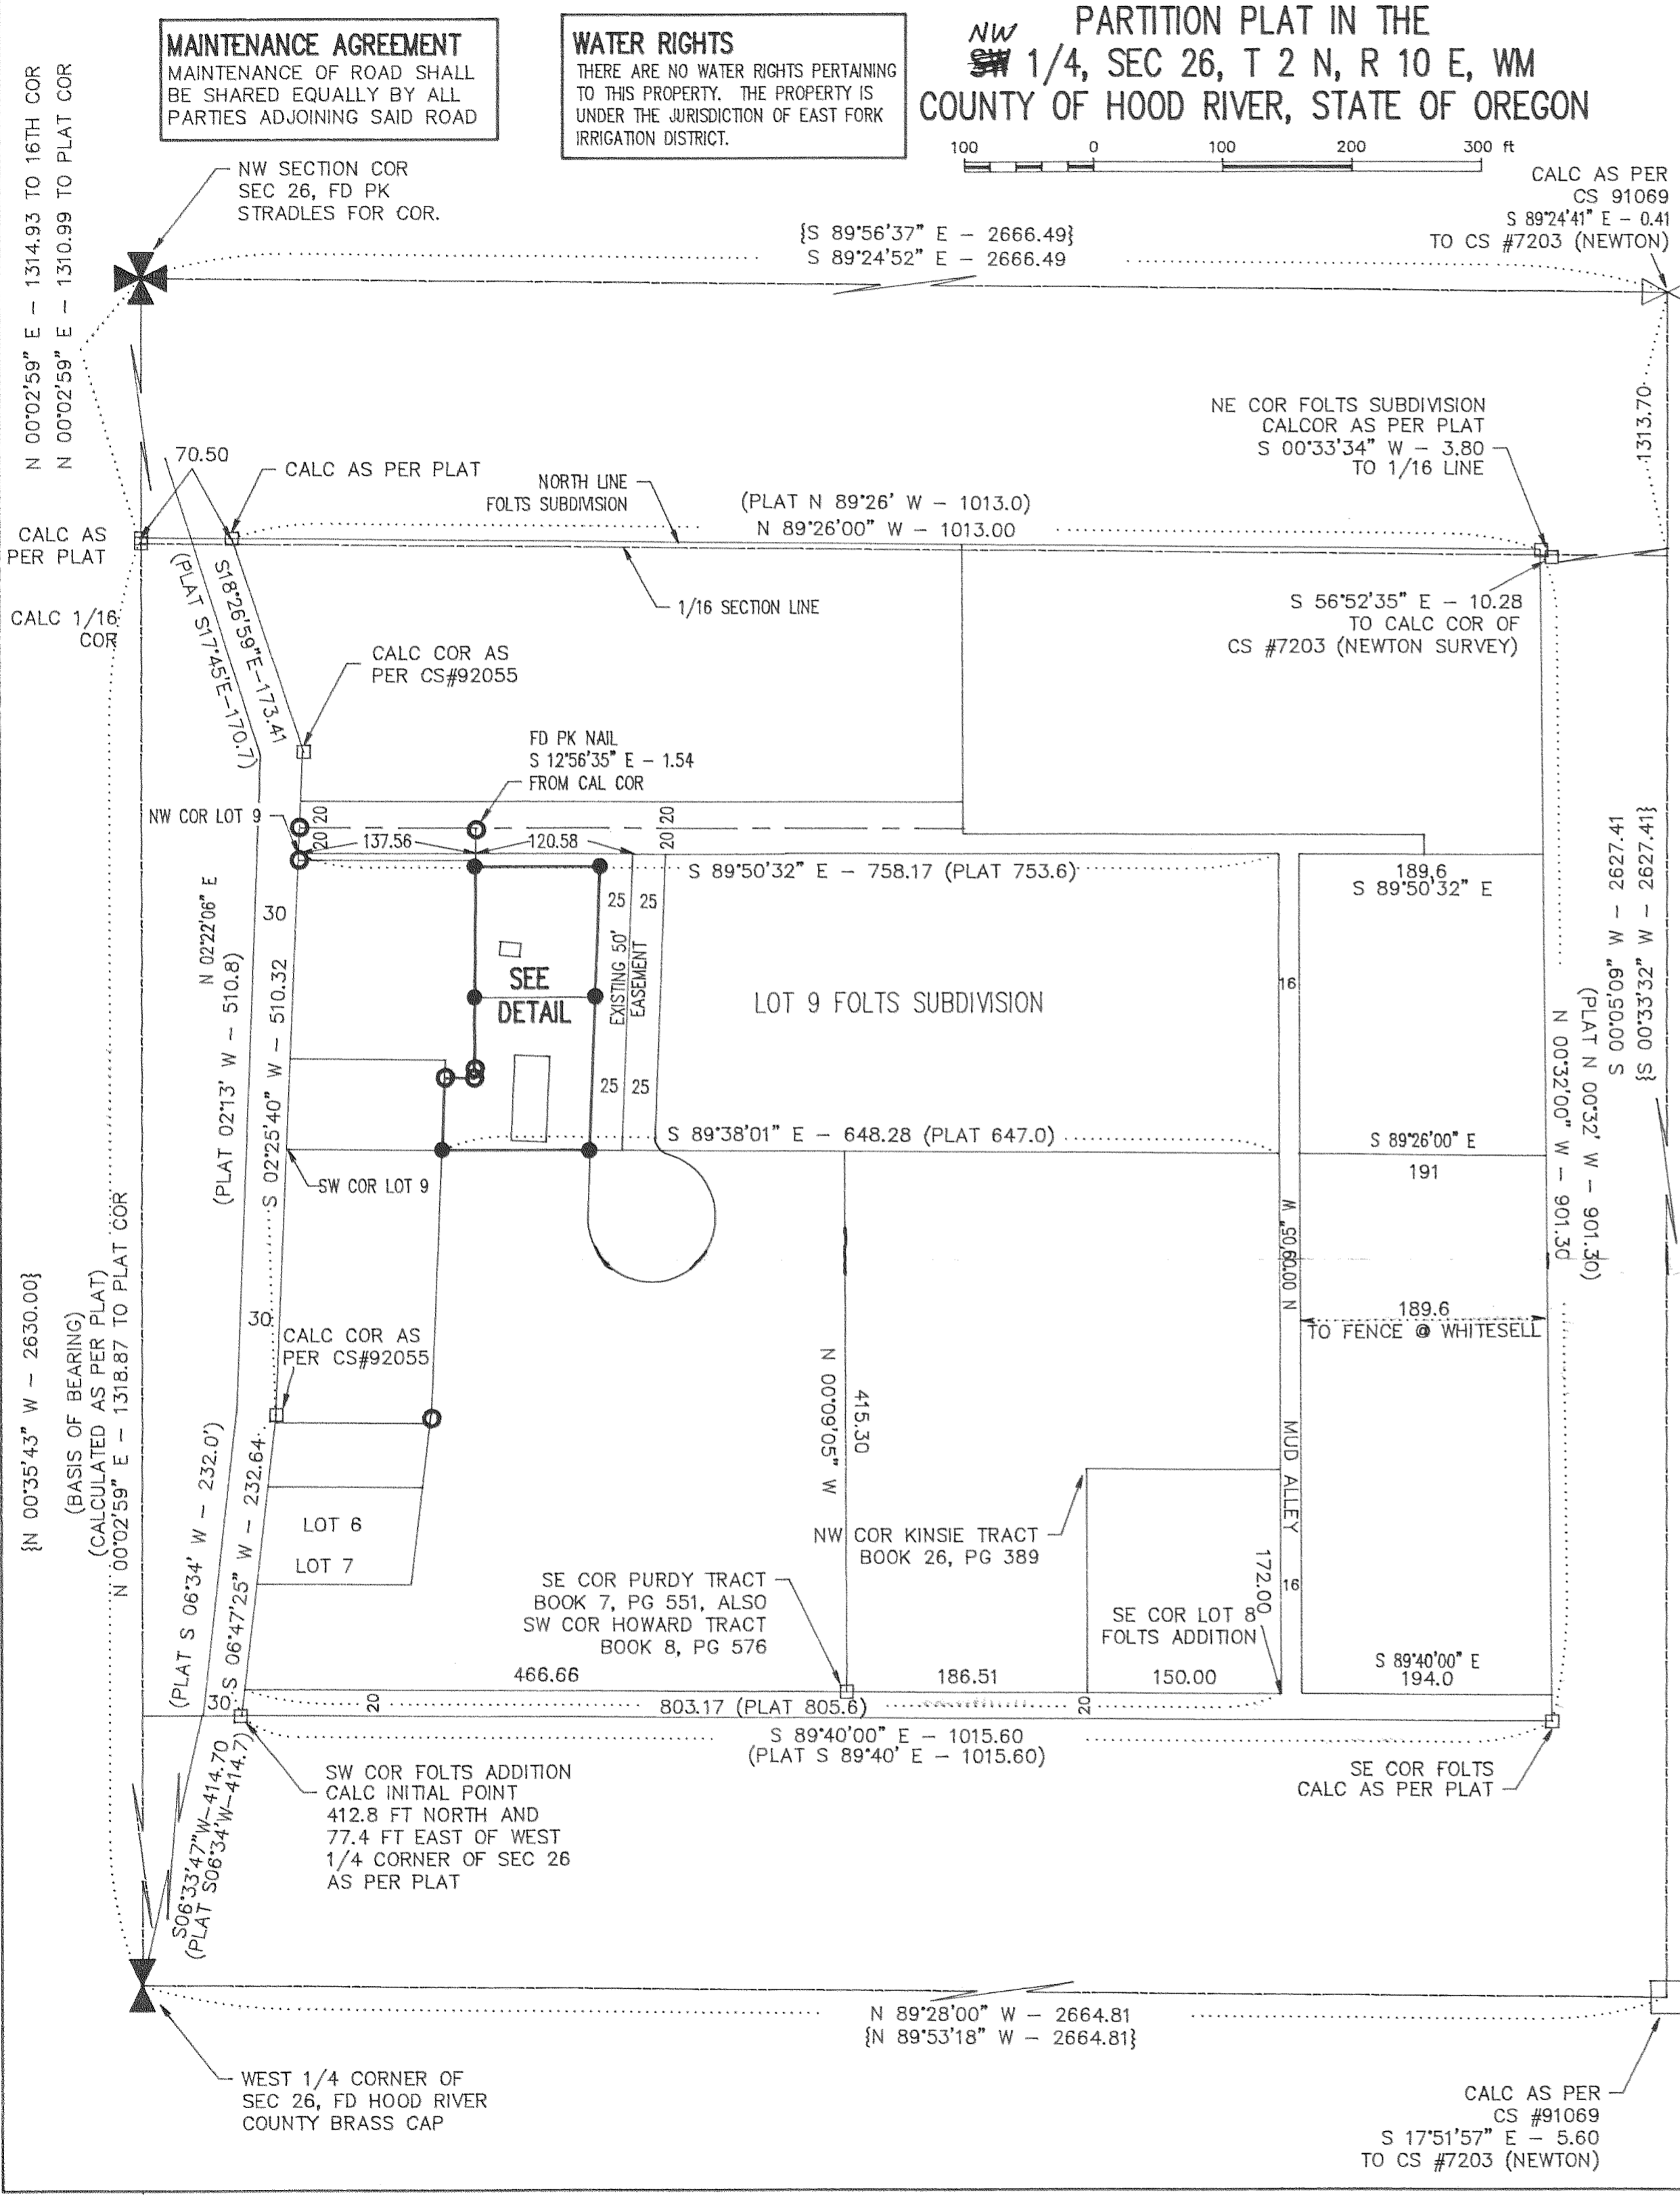 MAINTENANCE AGREEMENT
MAINTENANCE OF ROAD SHALL
BE SHARED EQUALLY BY ALL
PARTIES ADJOINING SAID ROAD
WATER RIGHTS
THERE ARE NO WATER RIGHTS PERTAINING
TO THIS PROPERTY. THE PROPERTY IS
UNDER THE JURISDICTION OF EAST FORK
IRRIGATION DISTRICT.
PARTITION PLAT IN THE
NW
SW 1/4, SEC 26, T 2 N, R 10 E, WM
COUNTY OF HOOD RIVER, STATE OF OREGON
100 0 100 200 300 ft
N 00°02'59" E - 1314.93 TO 16TH COR
N 00°02'59" E - 1310.99 TO PLAT COR
NW SECTION COR
SEC 26, FD PK
STRADLES FOR COR.
{S 89°56'37" E - 2666.49}
S 89°24'52" E - 2666.49
CALC AS PER
CS 91069
S 89°24'41" E - 0.41
TO CS #7203 (NEWTON)
1313.70
NE COR FOLTS SUBDIVISION
CALCOR AS PER PLAT
S 00°33'34" W - 3.80
TO 1/16 LINE
70.50
CALC AS PER PLAT
NORTH LINE
FOLTS SUBDIVISION
(PLAT N 89°26' W - 1013.0)
N 89°26'00" W - 1013.00
CALC AS
PER PLAT
CALC 1/16
COR
1/16 SECTION LINE
S 56°52'35" E - 10.28
TO CALC COR OF
CS #7203 (NEWTON SURVEY)
S18°26'59"E-173.41
(PLAT S17°45'E-170.7)
CALC COR AS
PER CS#92055
FD PK NAIL
S 12°56'35" E - 1.54
FROM CAL COR
NW COR LOT 9
20
20
20
20
137.56
120.58
S 89°50'32" E - 758.17 (PLAT 753.6)
189.6
S 89°50'32" E
N 02°22'06" E
30
(PLAT 02°13' W - 510.8)
S 02°25'40" W - 510.32
SEE
DETAIL
25
25
EXISTING 50'
EASEMENT
25
25
LOT 9 FOLTS SUBDIVISION
16
N 00°32'00" W - 901.30
(PLAT N 00°32' W - 901.30)
S 00°05'09" W - 2627.41
{S 00°33'32" W - 2627.41}
S 89°38'01" E - 648.28 (PLAT 647.0)
S 89°26'00" E
191
SW COR LOT 9
N 00°09'05" W
189.6
TO FENCE @ WHITESELL
30
CALC COR AS
PER CS#92055
{N 00°35'43" W - 2630.00}
(BASIS OF BEARING)
(CALCULATED AS PER PLAT)
N 00°02'59" E - 1318.87 TO PLAT COR
N 00°09'05" W
415.30
MUD ALLEY
(PLAT S 06°34' W - 232.0')
S 06°47'25" W - 232.64
LOT 6
LOT 7
NW COR KINSIE TRACT
BOOK 26, PG 389
SE COR PURDY TRACT
BOOK 7, PG 551, ALSO
SW COR HOWARD TRACT
BOOK 8, PG 576
172.00
16
SE COR LOT 8
FOLTS ADDITION
466.66
186.51
150.00
S 89°40'00" E
194.0
30
20
803.17 (PLAT 805.6)
20
S 89°40'00" E - 1015.60
(PLAT S 89°40' E - 1015.60)
S06°33'47"W-414.70
(PLAT S06°34'W-414.7)
SW COR FOLTS ADDITION
CALC INITIAL POINT
412.8 FT NORTH AND
77.4 FT EAST OF WEST
1/4 CORNER OF SEC 26
AS PER PLAT
SE COR FOLTS
CALC AS PER PLAT
N 89°28'00" W - 2664.81
{N 89°53'18" W - 2664.81}
WEST 1/4 CORNER OF
SEC 26, FD HOOD RIVER
COUNTY BRASS CAP
CALC AS PER
CS #91069
S 17°51'57" E - 5.60
TO CS #7203 (NEWTON)